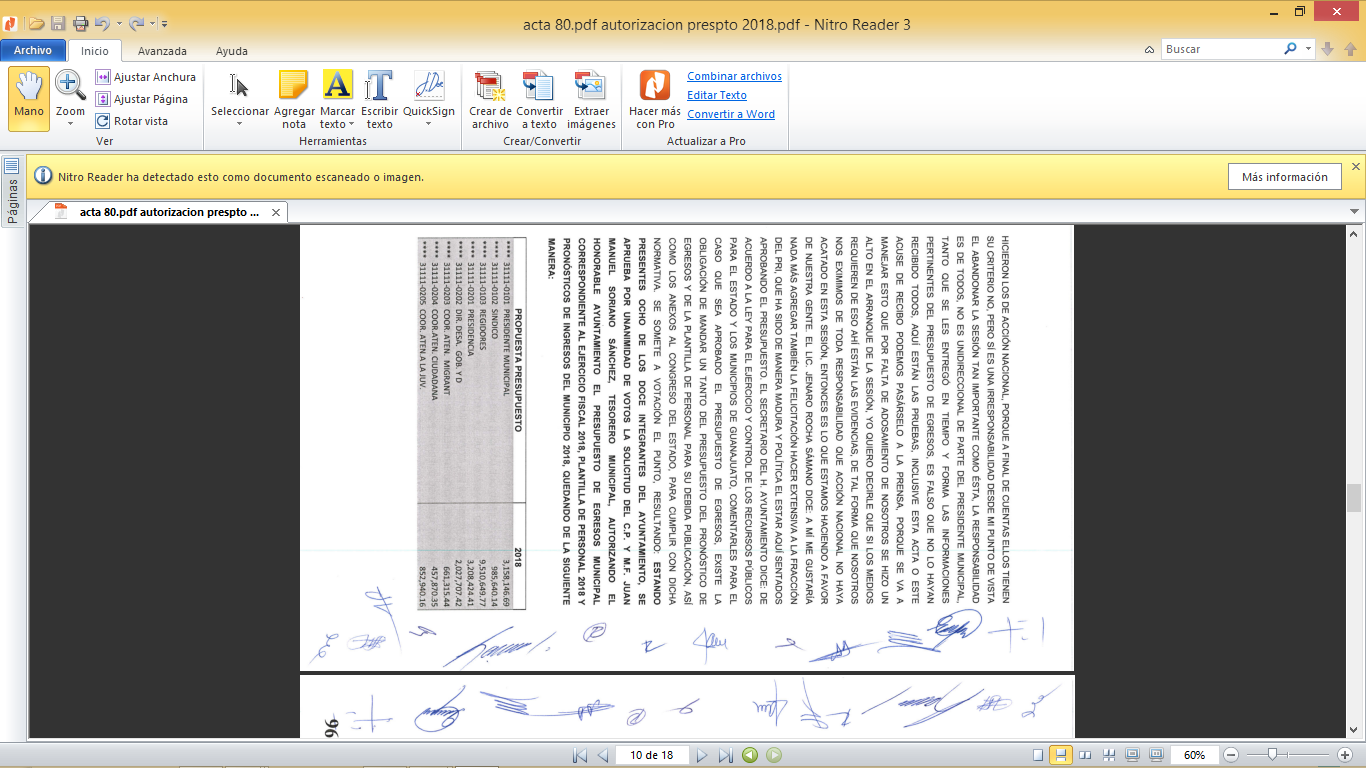 acta 80.pdf autorizacion prespto 2018.pdf - Nitro Reader 3
Archivo Inicio Avanzada Ayuda
Buscar
Mano
Zoom
Ajustar Anchura
Ajustar Página
Rotar vista
Ver
Seleccionar
Agregar nota
Marcar texto
Escribir texto
QuickSign
Herramientas
Crear de archivo
Convertir a texto
Extraer imágenes
Crear/Convertir
Hacer más con Pro
Combinar archivos
Editar Texto
Convertir a Word
Actualizar a Pro
Nitro Reader ha detectado esto como documento escaneado o imagen.
Más información
Páginas
acta 80.pdf autorizacion prespto ...
HICIERON LOS DE ACCIÓN NACIONAL, PORQUE A FINAL DE CUENTAS ELLOS TIENEN
SU CRITERIO NO, PERO SÍ ES UNA IRRESPONSABILIDAD DESDE MI PUNTO DE VISTA
EL ABANDONAR LA SESIÓN TAN IMPORTANTE COMO ÉSTA, LA RESPONSABILIDAD
ES DE TODOS, NO ES UNIDIRECCIONAL DE PARTE DEL PRESIDENTE MUNICIPAL,
TANTO QUE SE LES ENTREGÓ EN TIEMPO Y FORMA LAS INFORMACIONES
PERTINENTES DEL PRESUPUESTO DE EGRESOS, ES FALSO QUE NO LO HAYAN
RECIBIDO TODOS, AQUÍ ESTÁN LAS PRUEBAS, INCLUSIVE ESTA ACTA O ESTE
ACUSE DE RECIBO PODEMOS PASÁRSELO A LA PRENSA, PORQUE SE VA A
MANEJAR ESTO QUE POR FALTA DE ADOSAMIENTO DE NOSOTROS SE HIZO UN
ALTO EN EL ARRANQUE DE LA SESIÓN, YO QUIERO DECIRLE QUE SI LOS MEDIOS
REQUIEREN DE ESO AHÍ ESTÁN LAS EVIDENCIAS, DE TAL FORMA QUE NOSOTROS
NOS EXIMIMOS DE TODA RESPONSABILIDAD QUE ACCIÓN NACIONAL NO HAYA
ACATADO EN ESTA SESIÓN, ENTONCES ES LO QUE ESTAMOS HACIENDO A FAVOR
DE NUESTRA GENTE. EL LIC. JENARO ROCHA SÁMANO DICE: A MÍ ME GUSTARÍA
NADA MÁS AGREGAR TAMBIÉN LA FELICITACIÓN HACER EXTENSIVA A LA FRACCIÓN
DEL PRI, QUE HA SIDO DE MANERA MADURA Y POLÍTICA EL ESTAR AQUÍ SENTADOS
APROBANDO EL PRESUPUESTO, EL SECRETARIO DEL H. AYUNTAMIENTO DICE: DE
ACUERDO A LA LEY PARA EL EJERCICIO Y CONTROL DE LOS RECURSOS PÚBLICOS
PARA EL ESTADO Y LOS MUNICIPIOS DE GUANAJUATO, COMENTARLES PARA EL
CASO QUE SEA APROBADO EL PRESUPUESTO DE EGRESOS, EXISTE LA
OBLIGACIÓN DE MANDAR UN TANTO DEL PRESUPUESTO DEL PRONÓSTICO DE
EGRESOS Y DE LA PLANTILLA DE PERSONAL PARA SU DEBIDA PUBLICACIÓN, ASÍ
COMO LOS ANEXOS AL CONGRESO DEL ESTADO, PARA CUMPLIR CON DICHA
NORMATIVA. SE SOMETE A VOTACIÓN EL PUNTO, RESULTANDO: ESTANDO
PRESENTES OCHO DE LOS DOCE INTEGRANTES DEL AYUNTAMIENTO, SE
APRUEBA POR UNANIMIDAD DE VOTOS LA SOLICITUD DEL C.P. Y M.F. JUAN
MANUEL SORIANO SÁNCHEZ, TESORERO MUNICIPAL, AUTORIZANDO EL
HONORABLE AYUNTAMIENTO EL PRESUPUESTO DE EGRESOS MUNICIPAL
CORRESPONDIENTE AL EJERCICIO FISCAL 2018, PLANTILLA DE PERSONAL 2018 Y
PRONÓSTICOS DE INGRESOS DEL MUNICIPIO 2018, QUEDANDO DE LA SIGUIENTE
MANERA:
PROPUESTA PRESUPUESTO 2018
**** 31111-0101 PRESIDENTE MUNICIPAL 3,158,146.69
**** 31111-0102 SINDICO 985,640.14
**** 31111-0103 REGIDORES 9,510,649.77
**** 31111-0201 PRESIDENCIA 3,208,424.41
**** 31111-0202 DIR. DESA. GOB. Y D 2,027,707.42
**** 31111-0203 COOR. ATEN. MIGRANT 661,315.44
**** 31111-0204 COOR. ATEN. CIUDADANA 457,870.35
**** 31111-0205 COOR. ATEN. A LA JUV. 852,940.16
96
10 de 18
60%